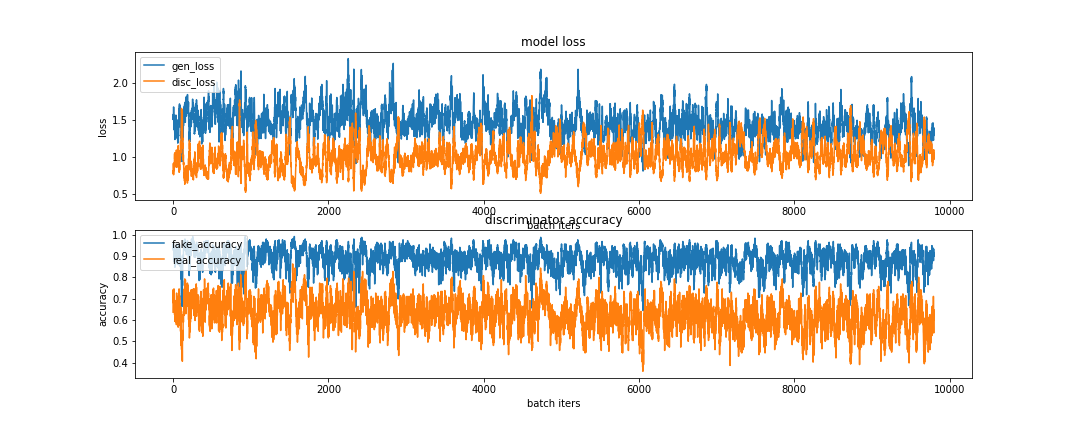 model loss
gen_loss
disc_loss
loss
2.0
1.5
1.0
0.5
0 2000 4000 6000 8000 10000
batch iters
discriminator accuracy
fake_accuracy
real_accuracy
accuracy
1.0
0.9
0.8
0.7
0.6
0.5
0.4
0 2000 4000 6000 8000 10000
batch iters